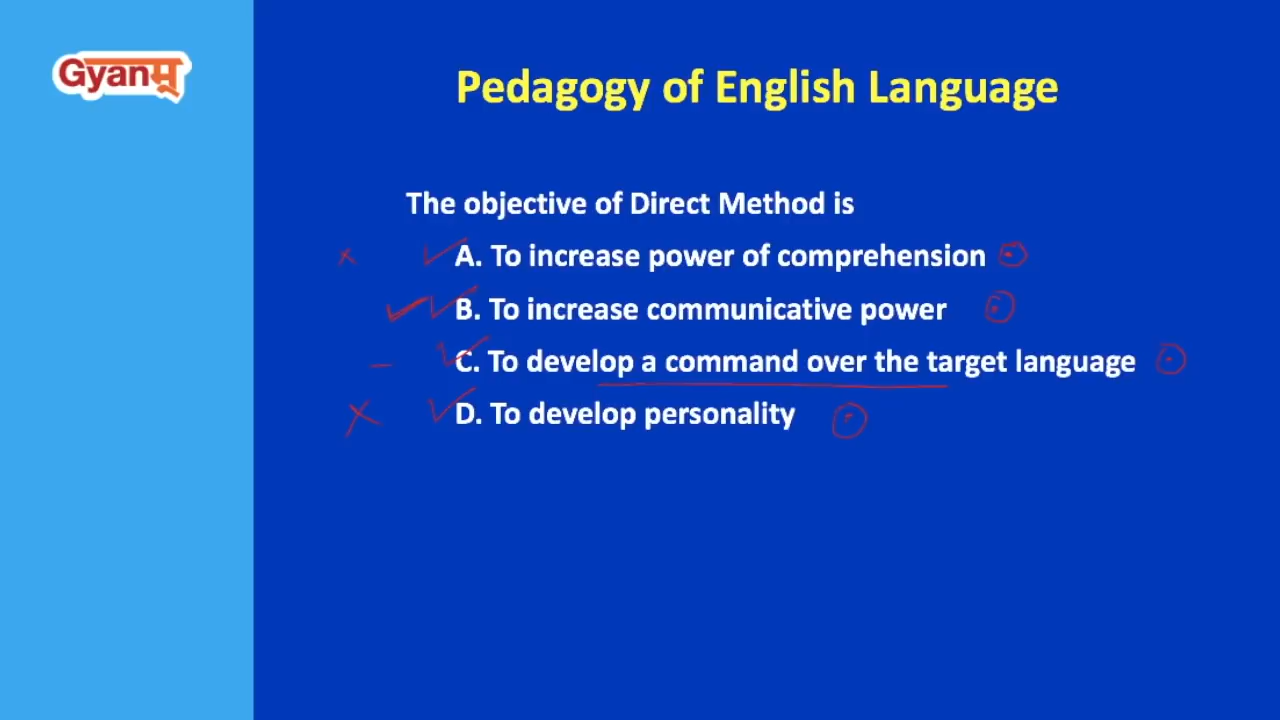 Gyanभू
Pedagogy of English Language
The objective of Direct Method is
A. To increase power of comprehension
B. To increase communicative power
C. To develop a command over the target language
D. To develop personality